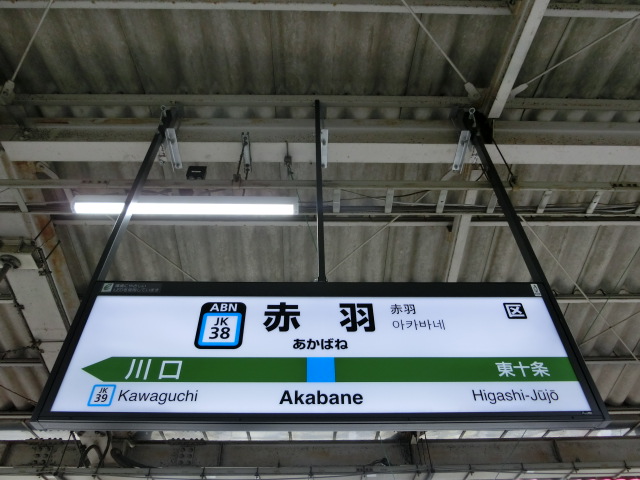 ABN
JK
38
赤羽
あかばね
赤羽
아카바네
区
川口
東十条
JK
39
Kawaguchi
Akabane
Higashi-Jūjō